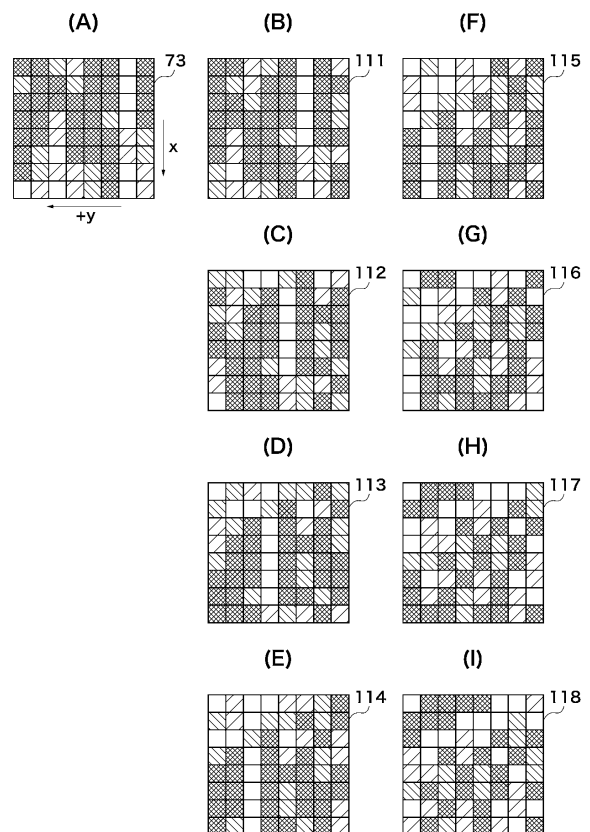 (A) (B) (F)
73 111 115
x
+y
(C) (G)
112 116
(D) (H)
113 117
(E) (I)
114 118